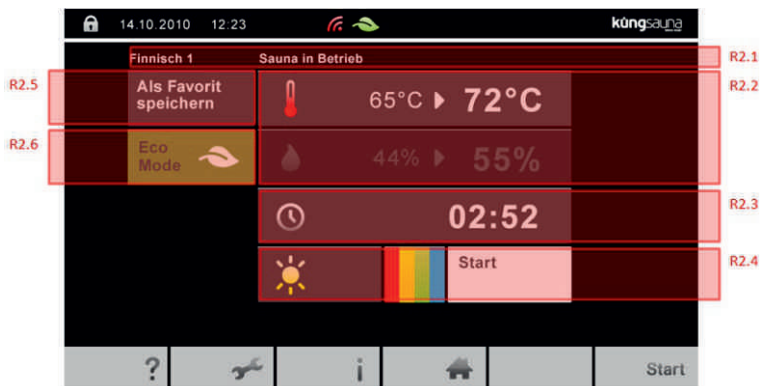 14.10.2010 12:23 küngsauna
Finnisch 1 Sauna in Betrieb R2.1
R2.5 Als Favorit speichern 65°C 72°C R2.2
R2.6 Eco Mode 44% 55%
02:52 R2.3
Start R2.4
? i Start